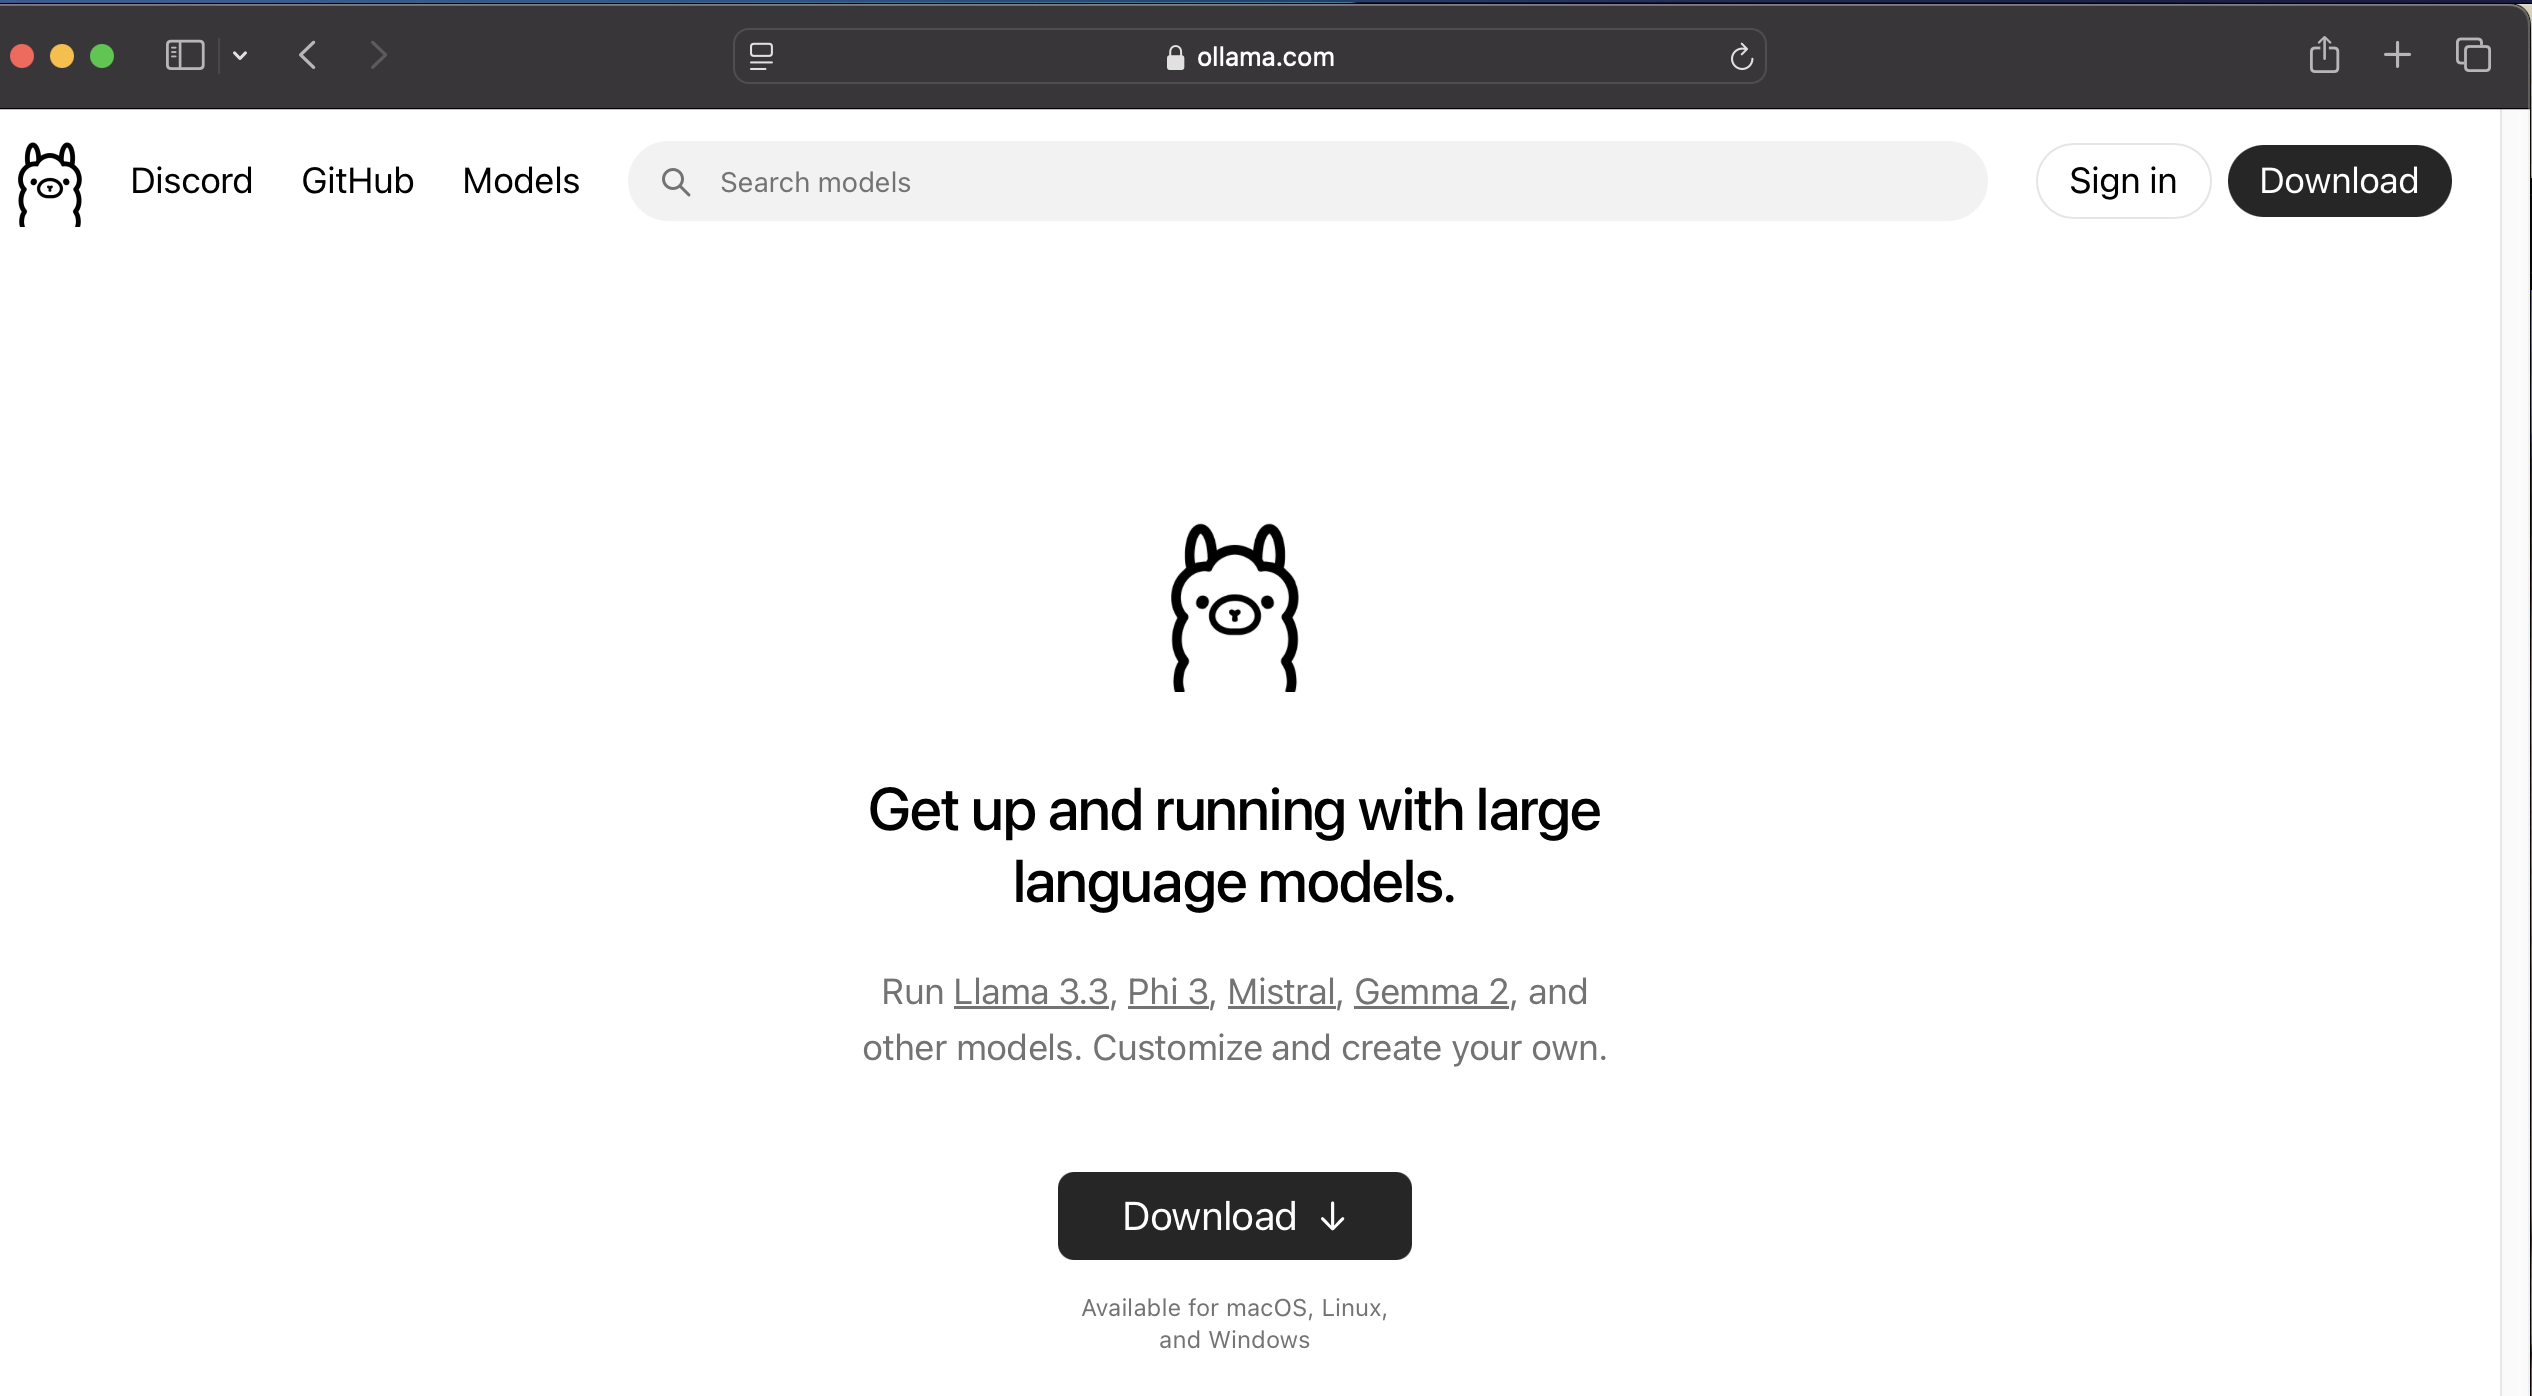 ollama.com
Discord GitHub Models Search models Sign in Download
Get up and running with large
language models.
Run Llama 3.3, Phi 3, Mistral, Gemma 2, and
other models. Customize and create your own.
Download ↓
Available for macOS, Linux,
and Windows